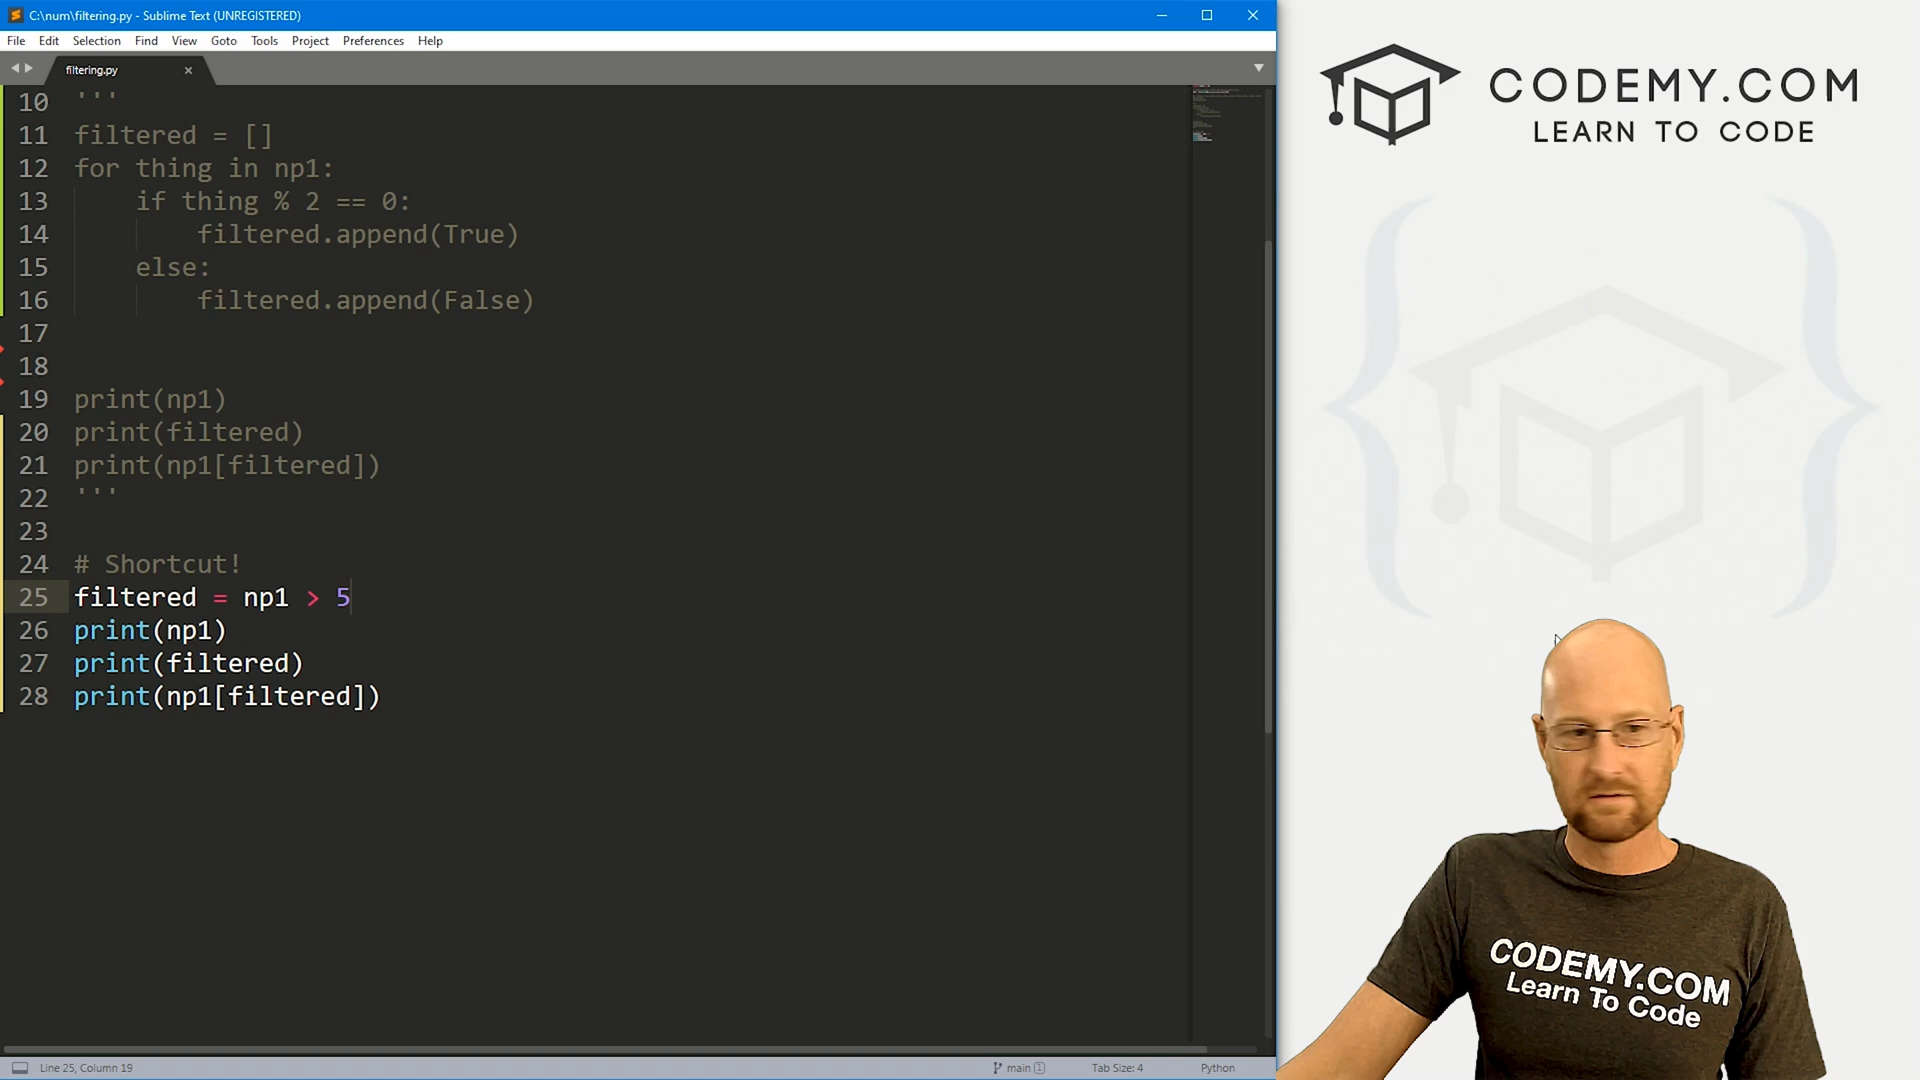 C:\num\filtering.py - Sublime Text (UNREGISTERED)
File Edit Selection Find View Goto Tools Project Preferences Help
filtering.py
10 '''
11 filtered = []
12 for thing in np1:
13     if thing % 2 == 0:
14         filtered.append(True)
15     else:
16         filtered.append(False)
17
18
19 print(np1)
20 print(filtered)
21 print(np1[filtered])
22 '''
23
24 # Shortcut!
25 filtered = np1 > 5
26 print(np1)
27 print(filtered)
28 print(np1[filtered])
Line 25, Column 19
main 1
Tab Size: 4
Python
CODEMY.COM
LEARN TO CODE
CODEMY.COM
Learn To Code